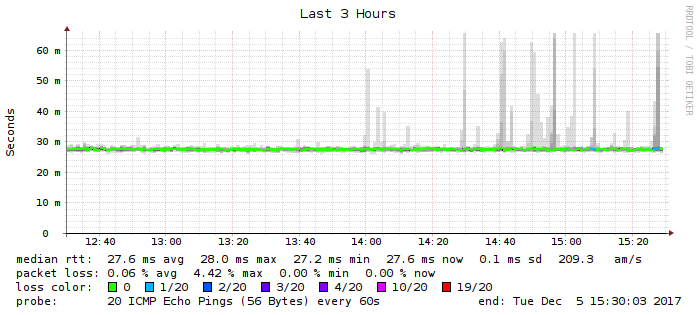 Last 3 Hours
RRDTOOL / TOBI OETIKER
Seconds
60 m
50 m
40 m
30 m
20 m
10 m
0
12:40 13:00 13:20 13:40 14:00 14:20 14:40 15:00 15:20
median rtt: 27.6 ms avg 28.0 ms max 27.2 ms min 27.6 ms now 0.1 ms sd 209.3 am/s
packet loss: 0.06 % avg 4.42 % max 0.00 % min 0.00 % now
loss color: 0 1/20 2/20 3/20 4/20 10/20 19/20
probe: 20 ICMP Echo Pings (56 Bytes) every 60s end: Tue Dec 5 15:30:03 2017